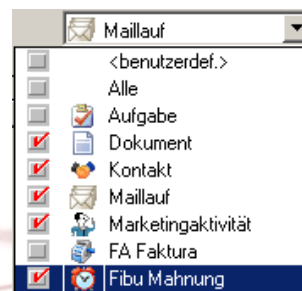 Maillauf
<benutzerdef.>
Alle
Aufgabe
Dokument
Kontakt
Maillauf
Marketingaktivität
FA Faktura
Fibu Mahnung